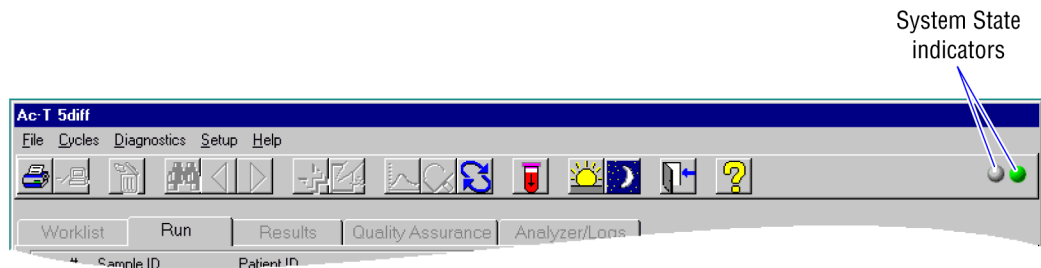 System State
indicators
Ac·T 5diff
File Cycles Diagnostics Setup Help
Worklist Run Results Quality Assurance Analyzer/Logs
# Sample ID Patient ID